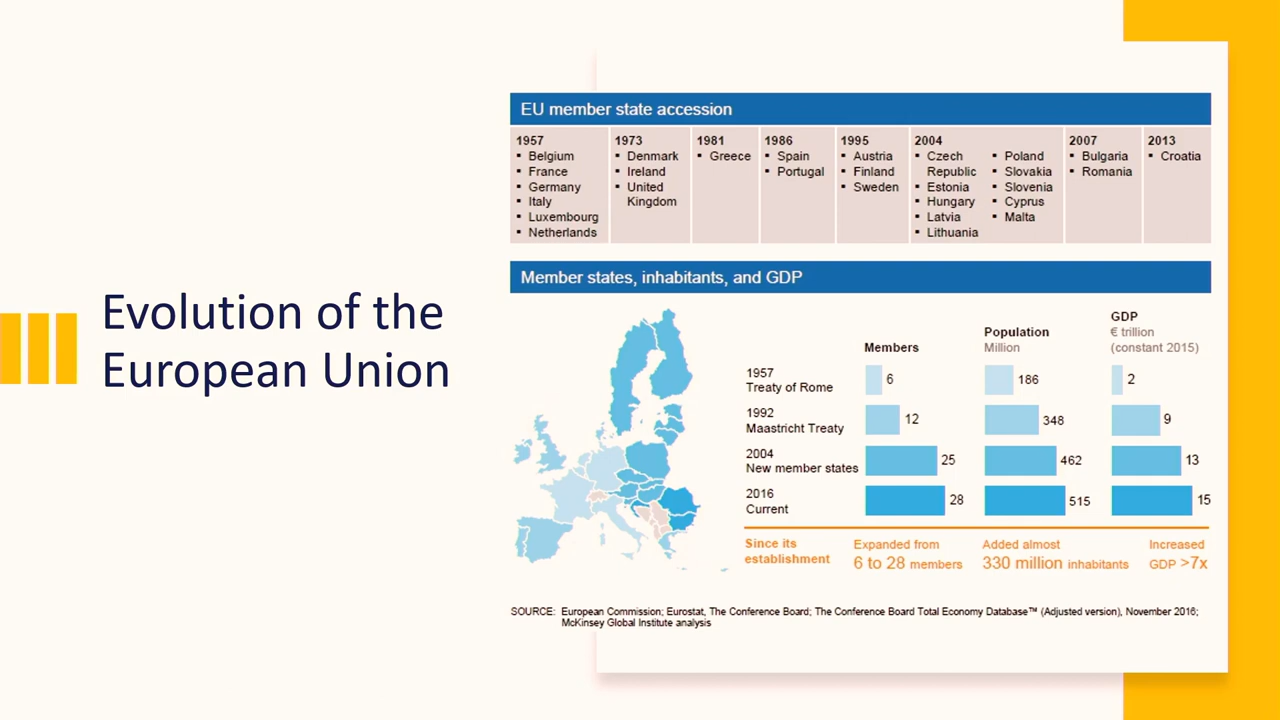 Evolution of the
European Union
EU member state accession
1957
▪ Belgium
▪ France
▪ Germany
▪ Italy
▪ Luxembourg
▪ Netherlands
1973
▪ Denmark
▪ Ireland
▪ United
Kingdom
1981
▪ Greece
1986
▪ Spain
▪ Portugal
1995
▪ Austria
▪ Finland
▪ Sweden
2004
▪ Czech
Republic
▪ Estonia
▪ Hungary
▪ Latvia
▪ Lithuania
▪ Poland
▪ Slovakia
▪ Slovenia
▪ Cyprus
▪ Malta
2007
▪ Bulgaria
▪ Romania
2013
▪ Croatia
Member states, inhabitants, and GDP
Members
Population
Million
GDP
€ trillion
(constant 2015)
1957
Treaty of Rome
6
186
2
1992
Maastricht Treaty
12
348
9
2004
New member states
25
462
13
2016
Current
28
515
15
Since its
establishment
Expanded from
6 to 28 members
Added almost
330 million inhabitants
Increased
GDP >7x
SOURCE: European Commission; Eurostat, The Conference Board; The Conference Board Total Economy Database™ (Adjusted version), November 2016;
McKinsey Global Institute analysis